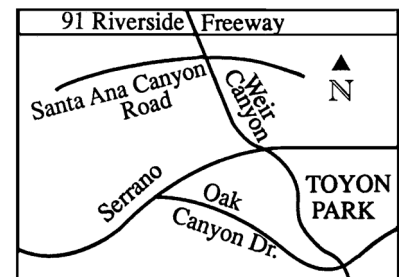 91 Riverside Freeway
Santa Ana Canyon
Road
Weir
Canyon
N
Serrano
Oak
Canyon Dr.
TOYON
PARK